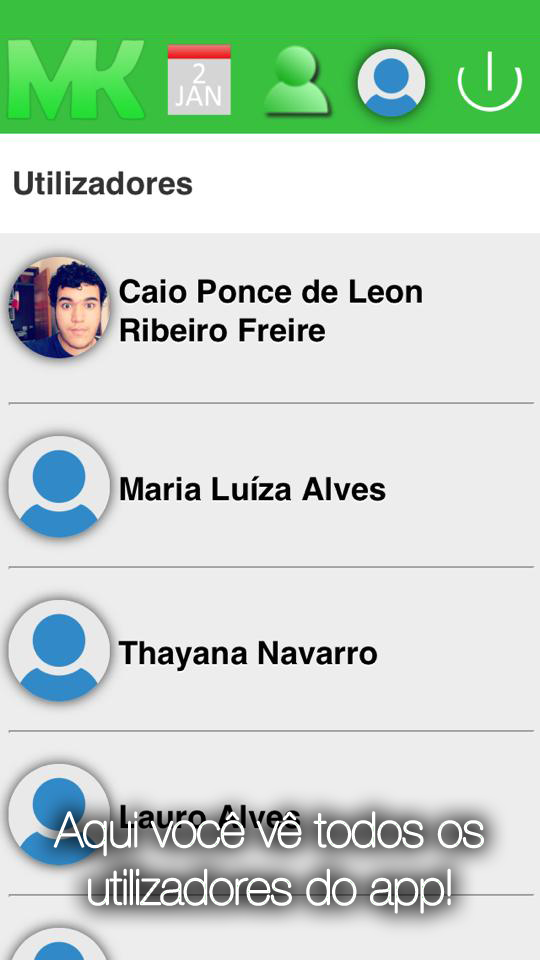 MK
2
JAN
Utilizadores
Caio Ponce de Leon
Ribeiro Freire
Maria Luíza Alves
Thayana Navarro
Lauro Alves
Aqui você vê todos os
utilizadores do app!